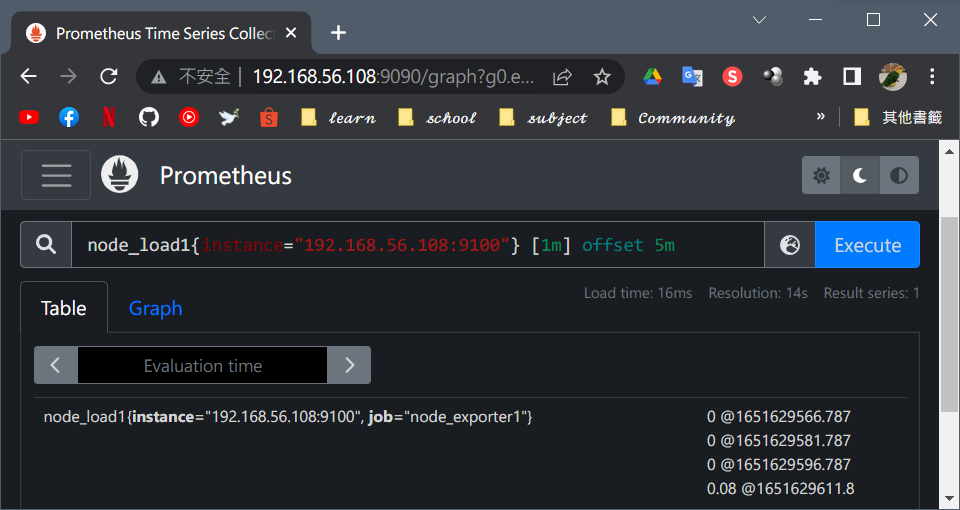 Prometheus Time Series Collec
不安全 | 192.168.56.108:9090/graph?g0.e...
learn school subject Community » 其他書籤
Prometheus
node_load1{instance="192.168.56.108:9100"} [1m] offset 5m Execute
Load time: 16ms Resolution: 14s Result series: 1
Table Graph
Evaluation time
node_load1{instance="192.168.56.108:9100", job="node_exporter1"} 0 @1651629566.787
0 @1651629581.787
0 @1651629596.787
0.08 @1651629611.8